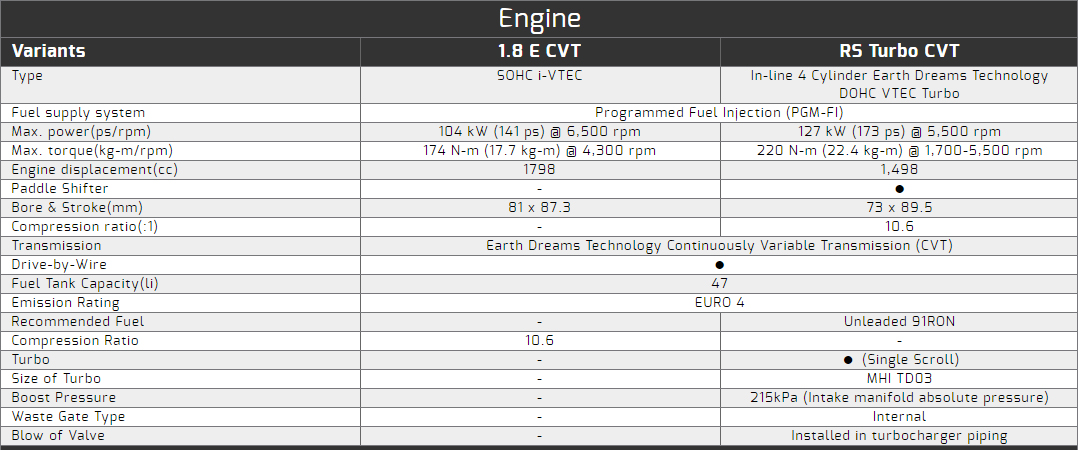 Engine
Variants 1.8 E CVT RS Turbo CVT
Type SOHC i-VTEC In-line 4 Cylinder Earth Dreams Technology
DOHC VTEC Turbo
Fuel supply system Programmed Fuel Injection (PGM-FI)
Max. power(ps/rpm) 104 kW (141 ps) @ 6,500 rpm 127 kW (173 ps) @ 5,500 rpm
Max. torque(kg-m/rpm) 174 N-m (17.7 kg-m) @ 4,300 rpm 220 N-m (22.4 kg-m) @ 1,700-5,500 rpm
Engine displacement(cc) 1798 1,498
Paddle Shifter - ●
Bore & Stroke(mm) 81 x 87.3 73 x 89.5
Compression ratio(:1) - 10.6
Transmission Earth Dreams Technology Continuously Variable Transmission (CVT)
Drive-by-Wire ●
Fuel Tank Capacity(li) 47
Emission Rating EURO 4
Recommended Fuel - Unleaded 91RON
Compression Ratio 10.6 -
Turbo - ● (Single Scroll)
Size of Turbo - MHI TD03
Boost Pressure - 215kPa (Intake manifold absolute pressure)
Waste Gate Type - Internal
Blow of Valve - Installed in turbocharger piping